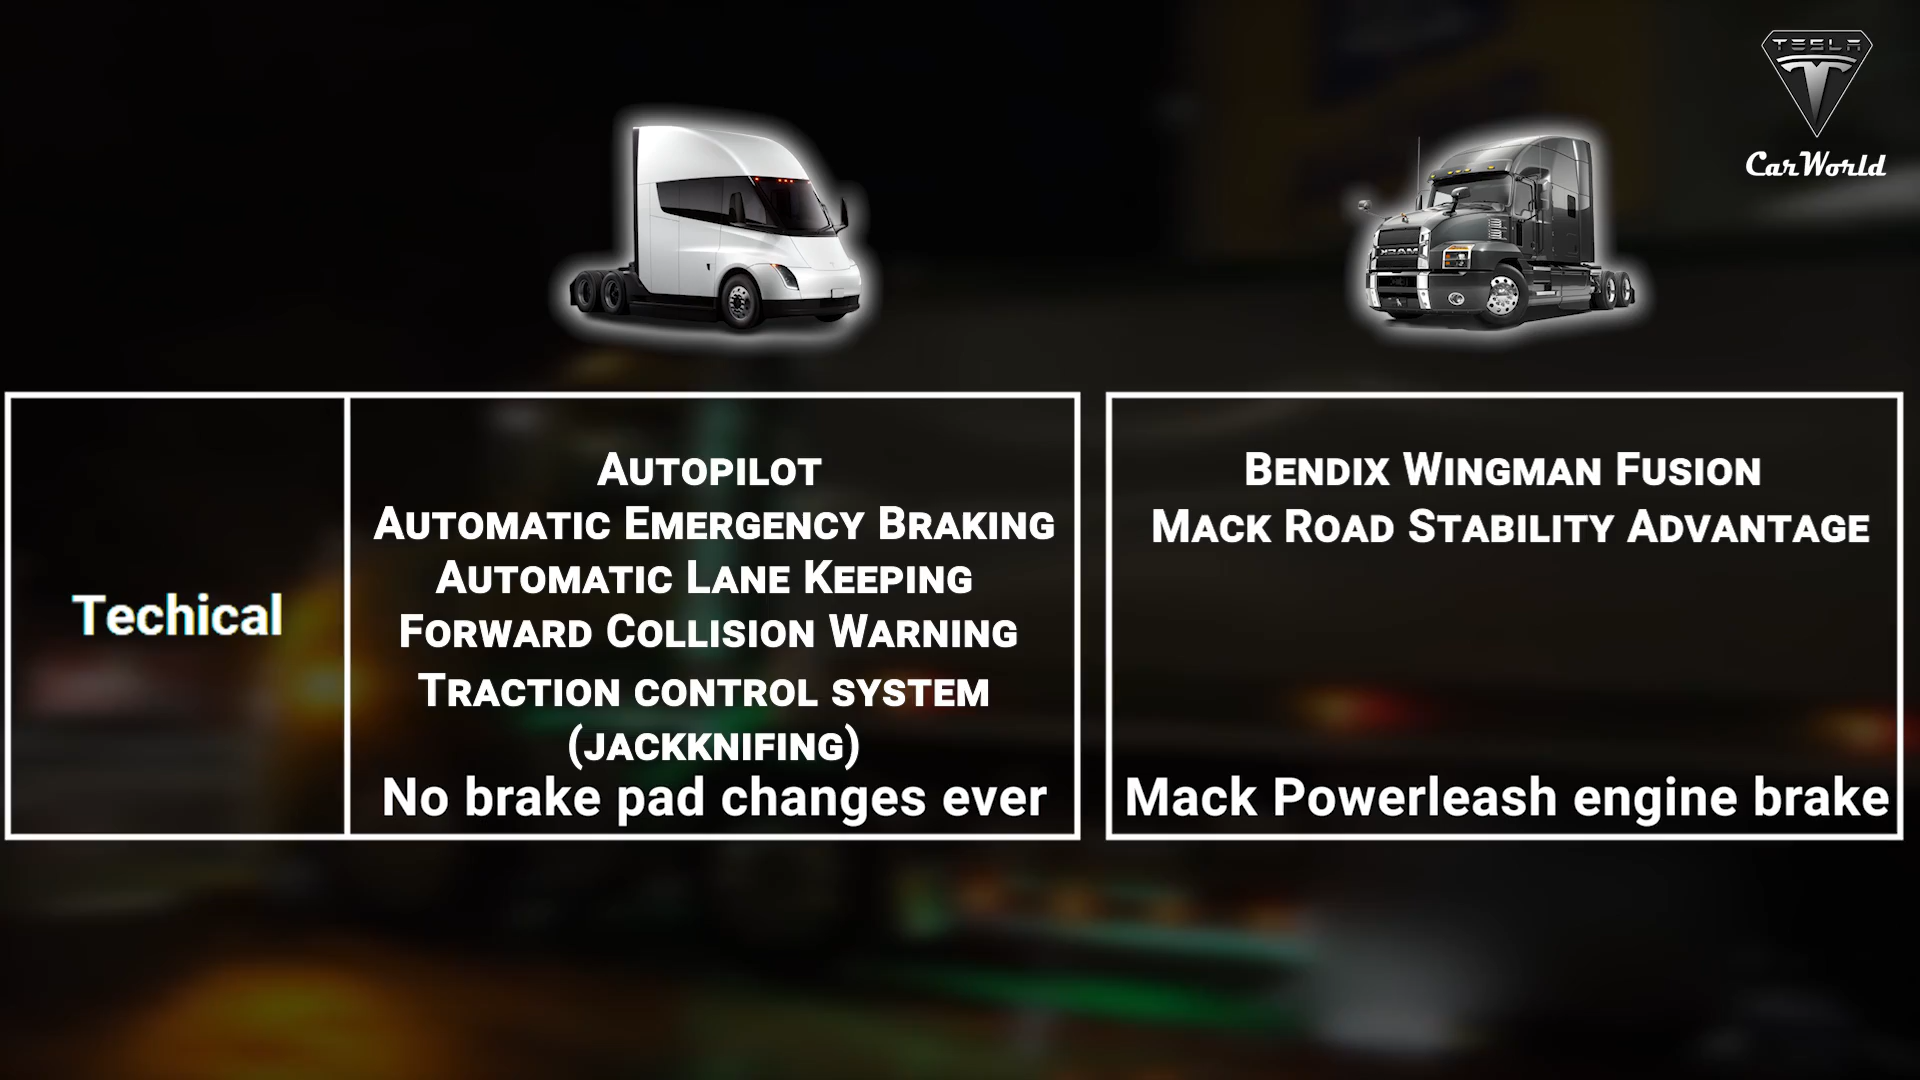 TESLA
CarWorld
Techical
AUTOPILOT
AUTOMATIC EMERGENCY BRAKING
AUTOMATIC LANE KEEPING
FORWARD COLLISION WARNING
TRACTION CONTROL SYSTEM
(JACKKNIFING)
No brake pad changes ever
BENDIX WINGMAN FUSION
MACK ROAD STABILITY ADVANTAGE
Mack Powerleash engine brake